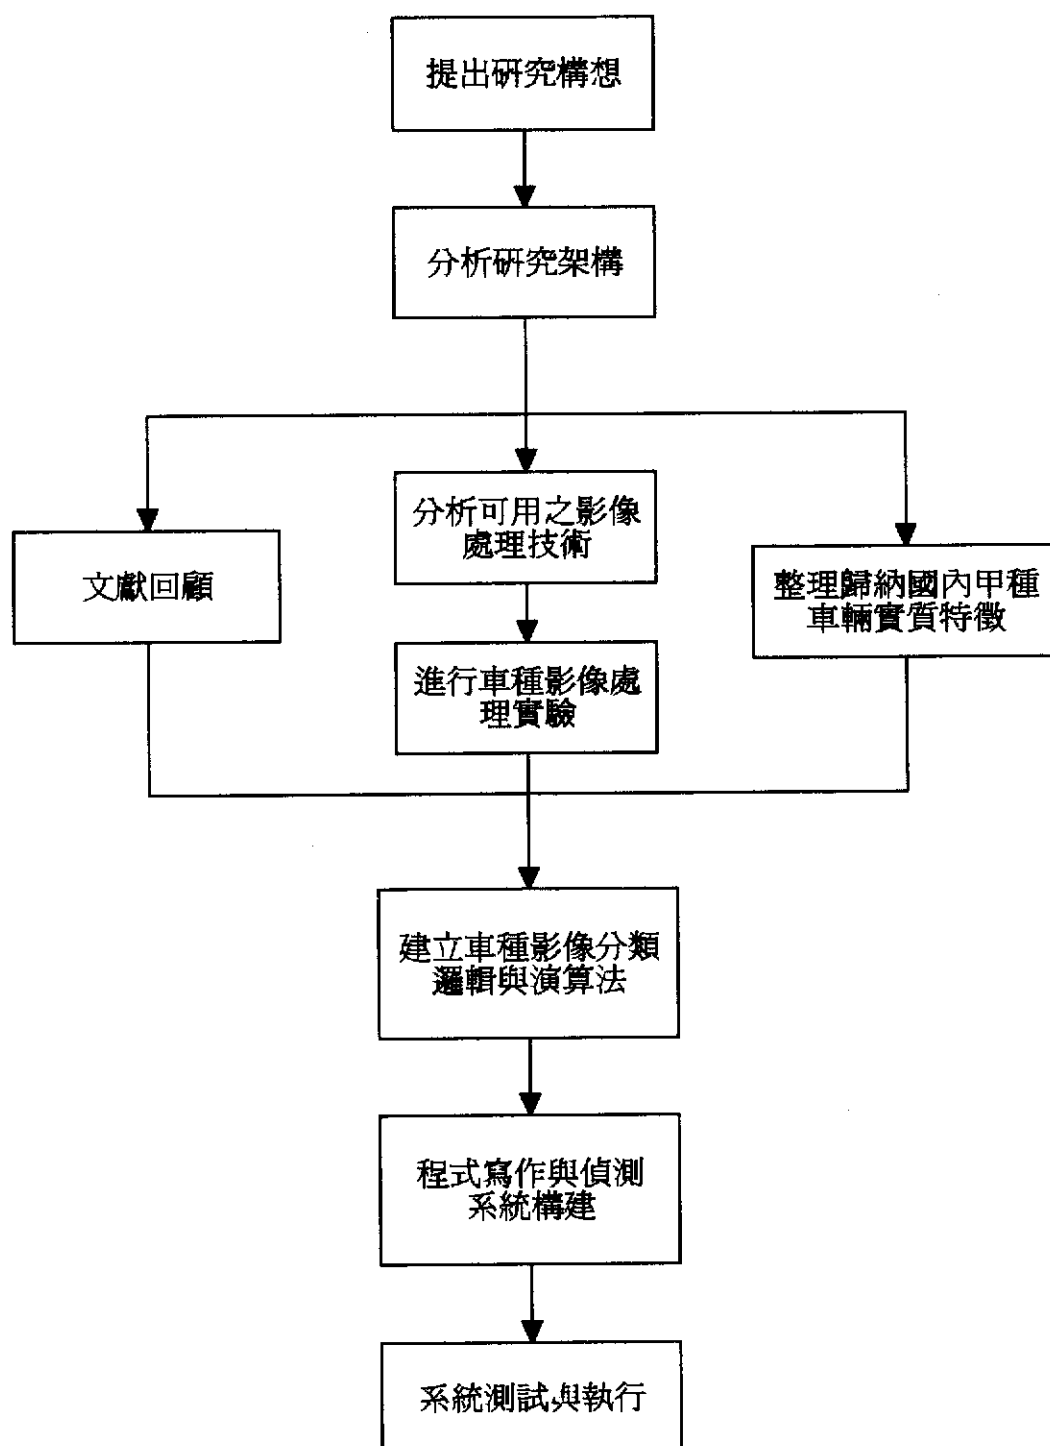 提出研究構想
分析研究架構
分析可用之影像
處理技術
文獻回顧
整理歸納國內甲種
車輛實質特徵
進行車種影像處
理實驗
建立車種影像分類
邏輯與演算法
程式寫作與偵測
系統構建
系統測試與執行